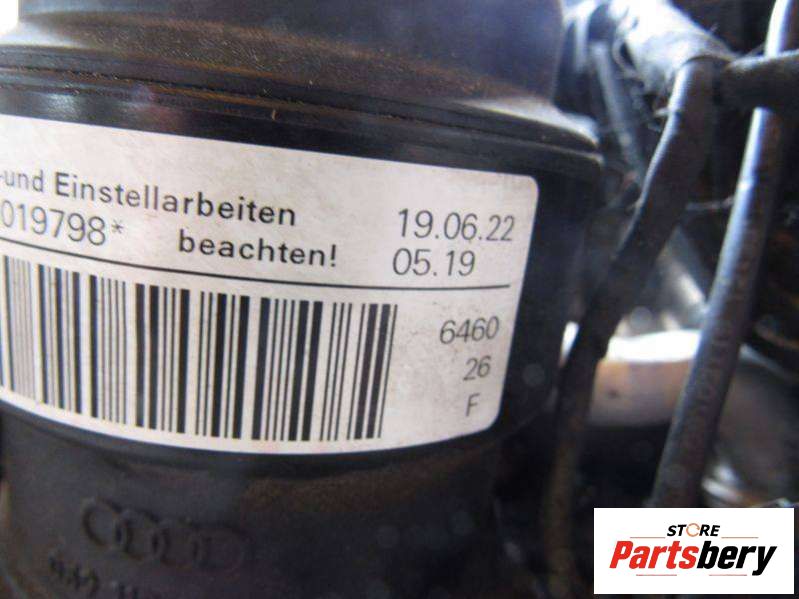 -und Einstellarbeiten
019798* beachten!
19.06.22
05.19
6460
26
F
STORE
Partsbery